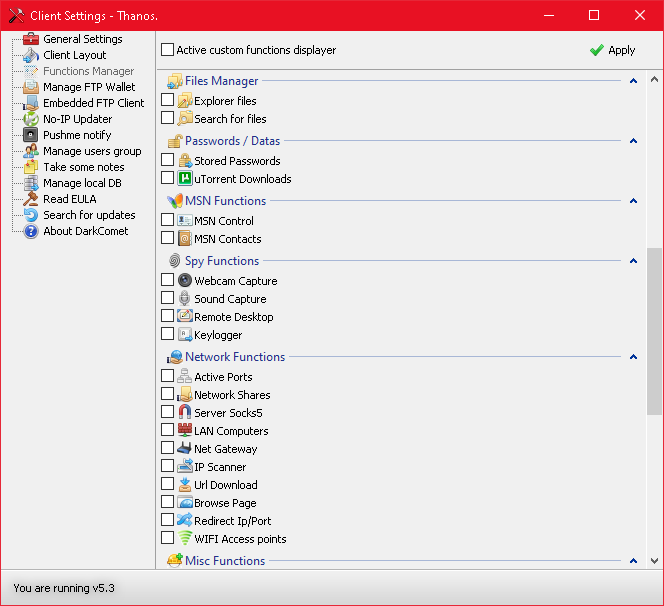 Client Settings - Thanos.
General Settings
Client Layout
Functions Manager
Manage FTP Wallet
Embedded FTP Client
No-IP Updater
Pushme notify
Manage users group
Take some notes
Manage local DB
Read EULA
Search for updates
About DarkComet
Active custom functions displayer
Apply
Files Manager
Explorer files
Search for files
Passwords / Datas
Stored Passwords
uTorrent Downloads
MSN Functions
MSN Control
MSN Contacts
Spy Functions
Webcam Capture
Sound Capture
Remote Desktop
Keylogger
Network Functions
Active Ports
Network Shares
Server Socks5
LAN Computers
Net Gateway
IP Scanner
Url Download
Browse Page
Redirect Ip/Port
WIFI Access points
Misc Functions
You are running v5.3